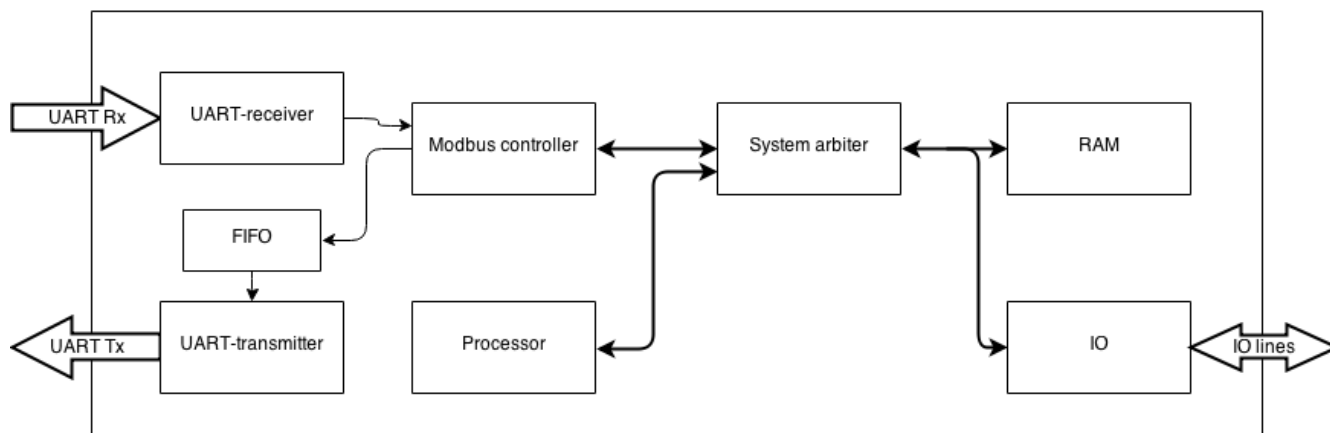 UART Rx
UART-receiver
Modbus controller
System arbiter
RAM
FIFO
UART Tx
UART-transmitter
Processor
IO
IO lines